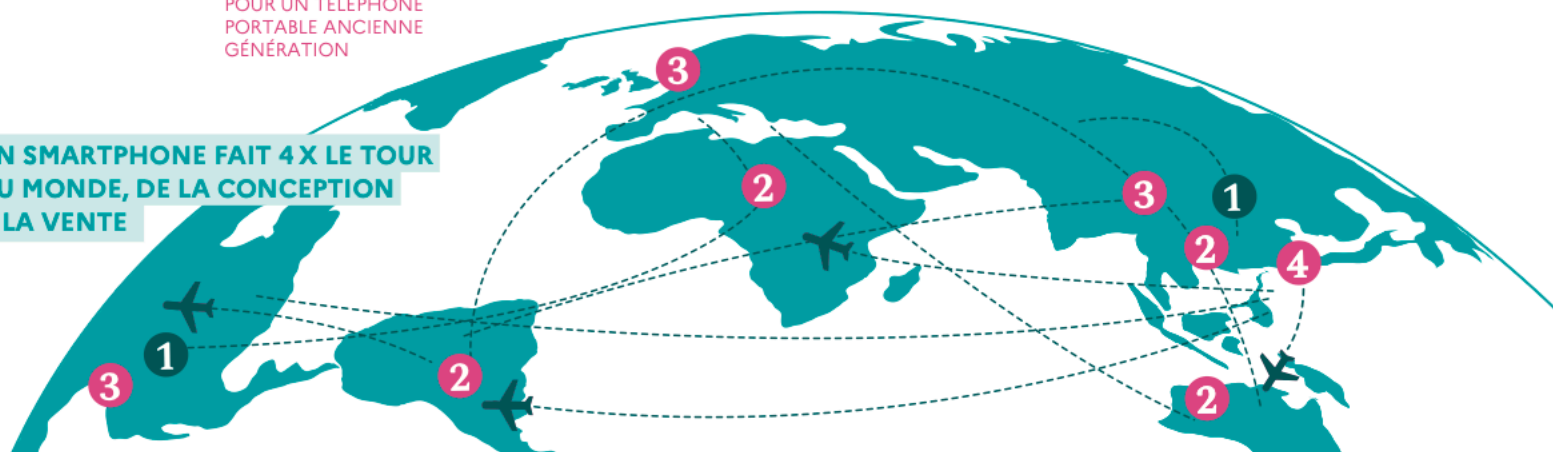 POUR UN TÉLÉPHONE
PORTABLE ANCIENNE
GÉNÉRATION
N SMARTPHONE FAIT 4 X LE TOUR
U MONDE, DE LA CONCEPTION
LA VENTE
3
2
3
1
2
4
1
3
2
2